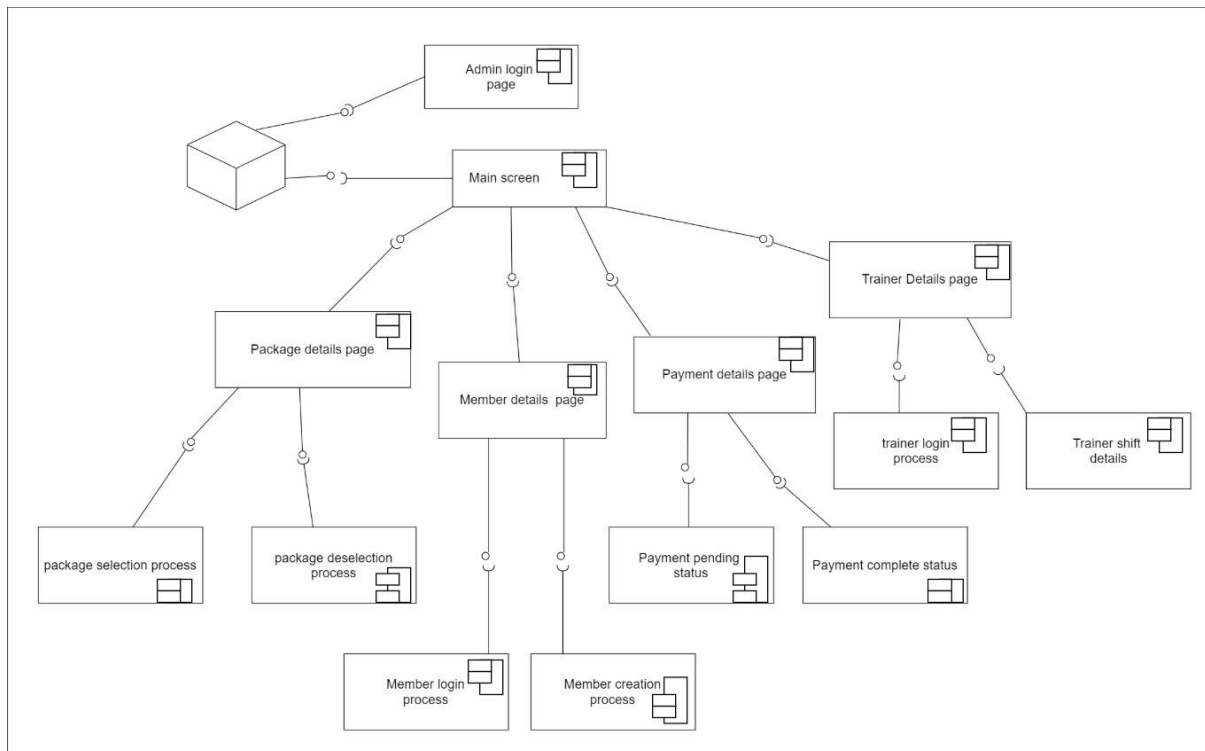 Admin login
page
Main screen
Trainer Details page
Package details page
Member details  page
Payment details page
trainer login
process
Trainer shift
details
package selection process
package deselection
process
Payment pending
status
Payment complete status
Member login
process
Member creation
process